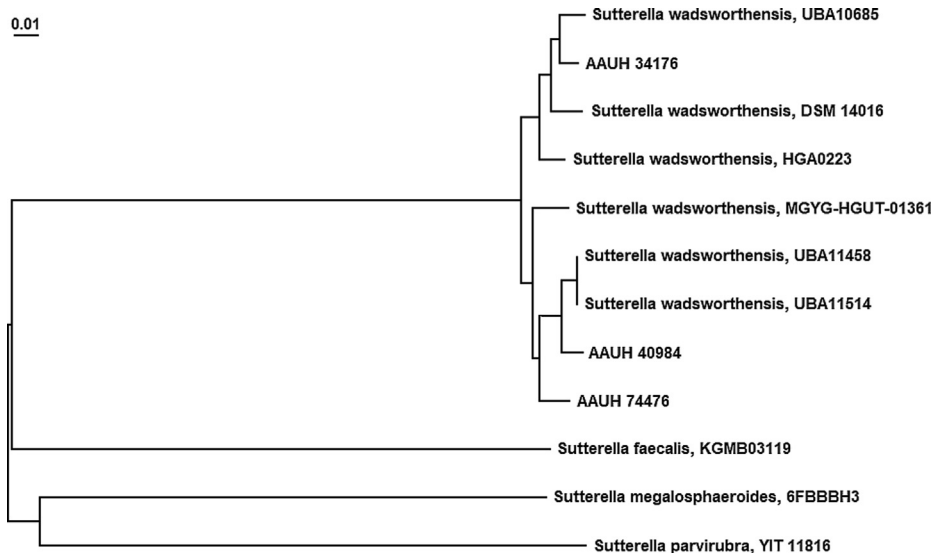 0.01
Sutterella wadsworthensis, UBA10685
AAUH 34176
Sutterella wadsworthensis, DSM 14016
Sutterella wadsworthensis, HGA0223
Sutterella wadsworthensis, MGYG-HGUT-01361
Sutterella wadsworthensis, UBA11458
Sutterella wadsworthensis, UBA11514
AAUH 40984
AAUH 74476
Sutterella faecalis, KGMB03119
Sutterella megalosphaeroides, 6FBBBH3
Sutterella parvirubra, YIT 11816